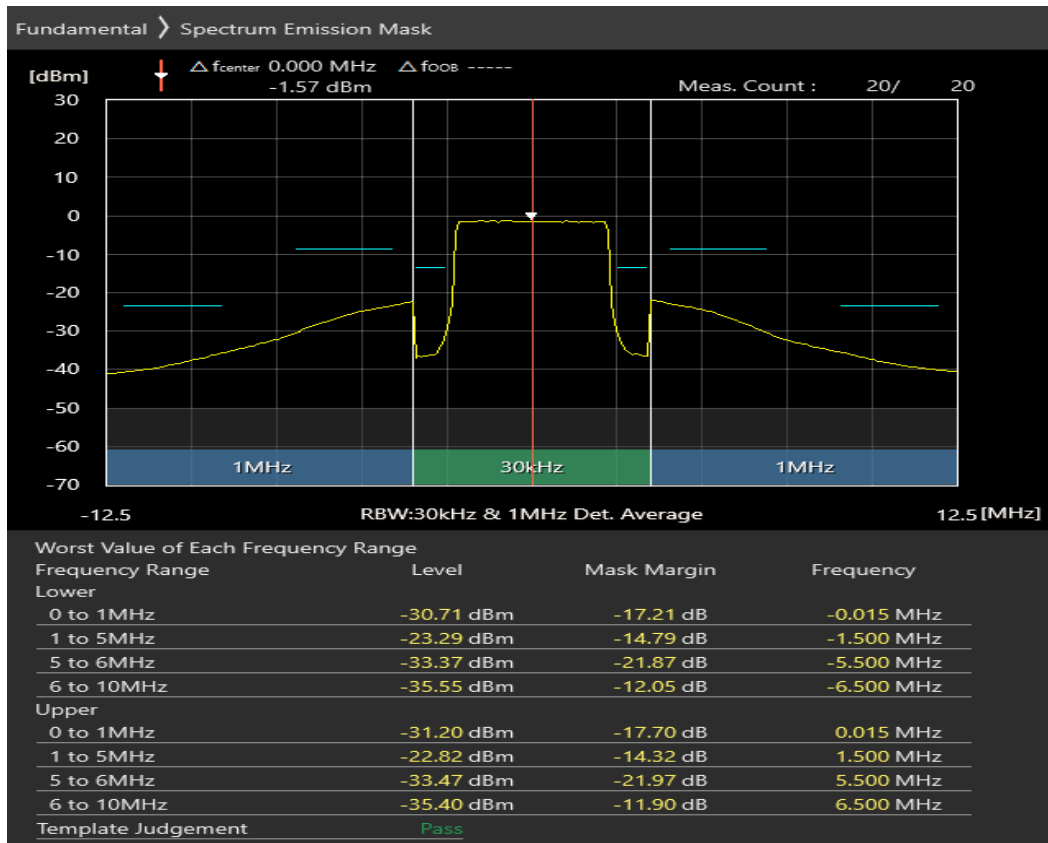 Fundamental ❯ Spectrum Emission Mask
[dBm]
△ fcenter 0.000 MHz △ fOOB -----
-1.57 dBm
Meas. Count : 20/ 20
30
20
10
0
-10
-20
-30
-40
-50
-60
-70
1MHz 30kHz 1MHz
-12.5 RBW:30kHz & 1MHz Det. Average 12.5 [MHz]
Worst Value of Each Frequency Range
Frequency Range Level Mask Margin Frequency
Lower
0 to 1MHz -30.71 dBm -17.21 dB -0.015 MHz
1 to 5MHz -23.29 dBm -14.79 dB -1.500 MHz
5 to 6MHz -33.37 dBm -21.87 dB -5.500 MHz
6 to 10MHz -35.55 dBm -12.05 dB -6.500 MHz
Upper
0 to 1MHz -31.20 dBm -17.70 dB 0.015 MHz
1 to 5MHz -22.82 dBm -14.32 dB 1.500 MHz
5 to 6MHz -33.47 dBm -21.97 dB 5.500 MHz
6 to 10MHz -35.40 dBm -11.90 dB 6.500 MHz
Template Judgement Pass